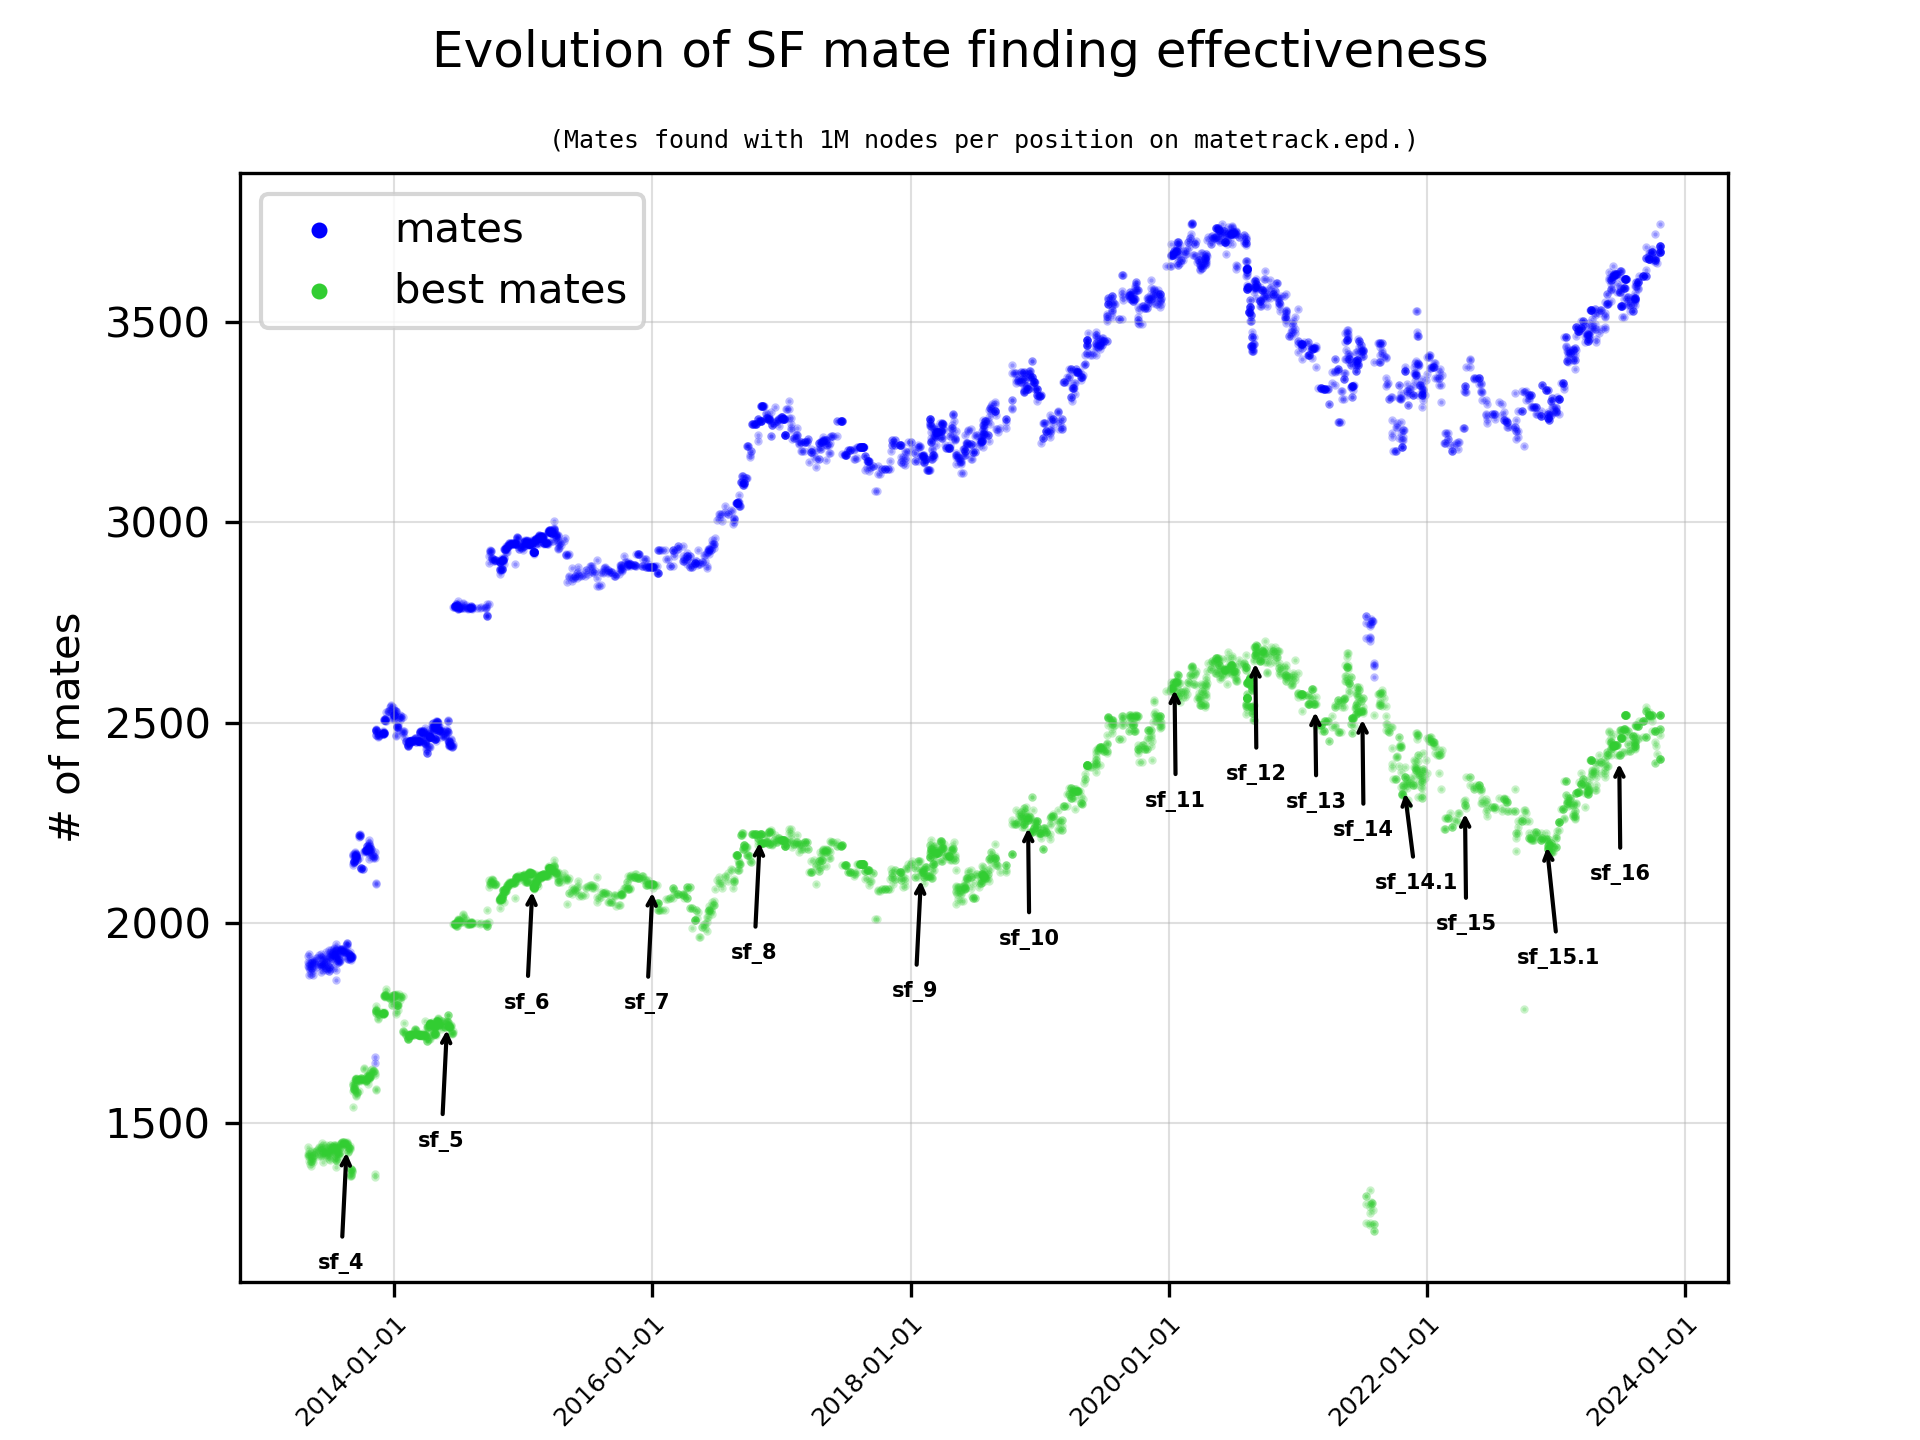 Evolution of SF mate finding effectiveness
(Mates found with 1M nodes per position on matetrack.epd.)
mates
best mates
# of mates
3500
3000
2500
2000
1500
sf_4
sf_5
sf_6
sf_7
sf_8
sf_9
sf_10
sf_11
sf_12
sf_13
sf_14
sf_14.1
sf_15
sf_15.1
sf_16
2014-01-01
2016-01-01
2018-01-01
2020-01-01
2022-01-01
2024-01-01